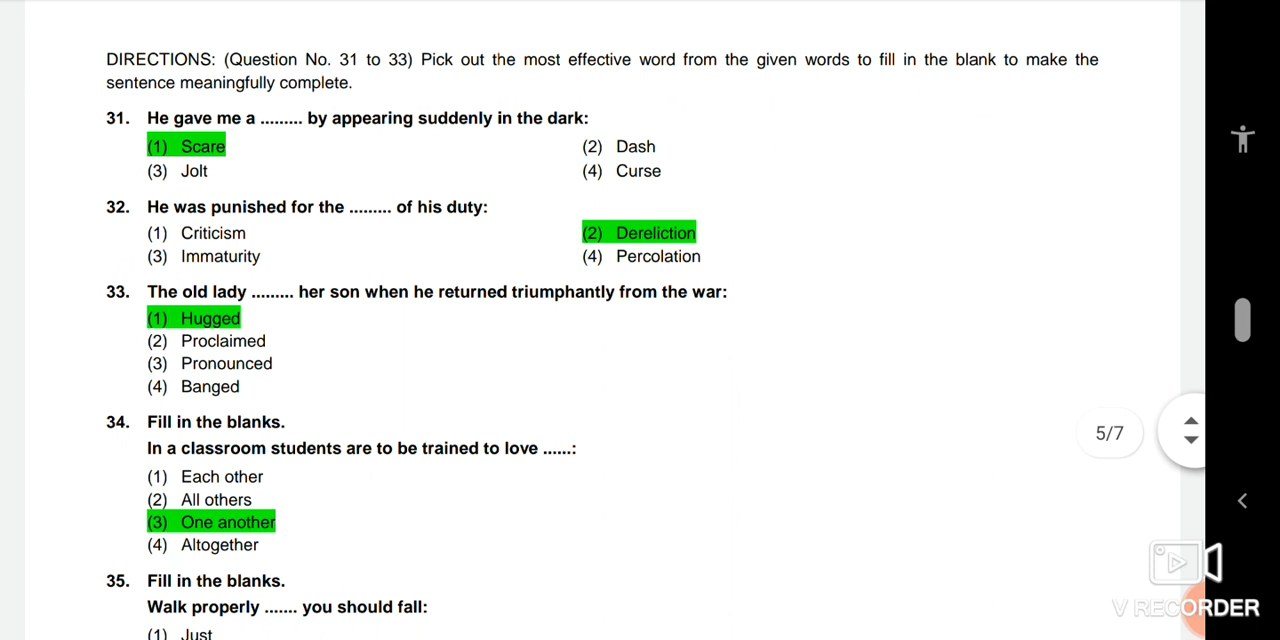 DIRECTIONS: (Question No. 31 to 33) Pick out the most effective word from the given words to fill in the blank to make the
sentence meaningfully complete.
31. He gave me a ......... by appearing suddenly in the dark:
(1) Scare
(2) Dash
(3) Jolt
(4) Curse
32. He was punished for the ......... of his duty:
(1) Criticism
(2) Dereliction
(3) Immaturity
(4) Percolation
33. The old lady ......... her son when he returned triumphantly from the war:
(1) Hugged
(2) Proclaimed
(3) Pronounced
(4) Banged
34. Fill in the blanks.
In a classroom students are to be trained to love ......:
(1) Each other
(2) All others
(3) One another
(4) Altogether
5/7
35. Fill in the blanks.
Walk properly ....... you should fall:
(1) Just
V RECORDER